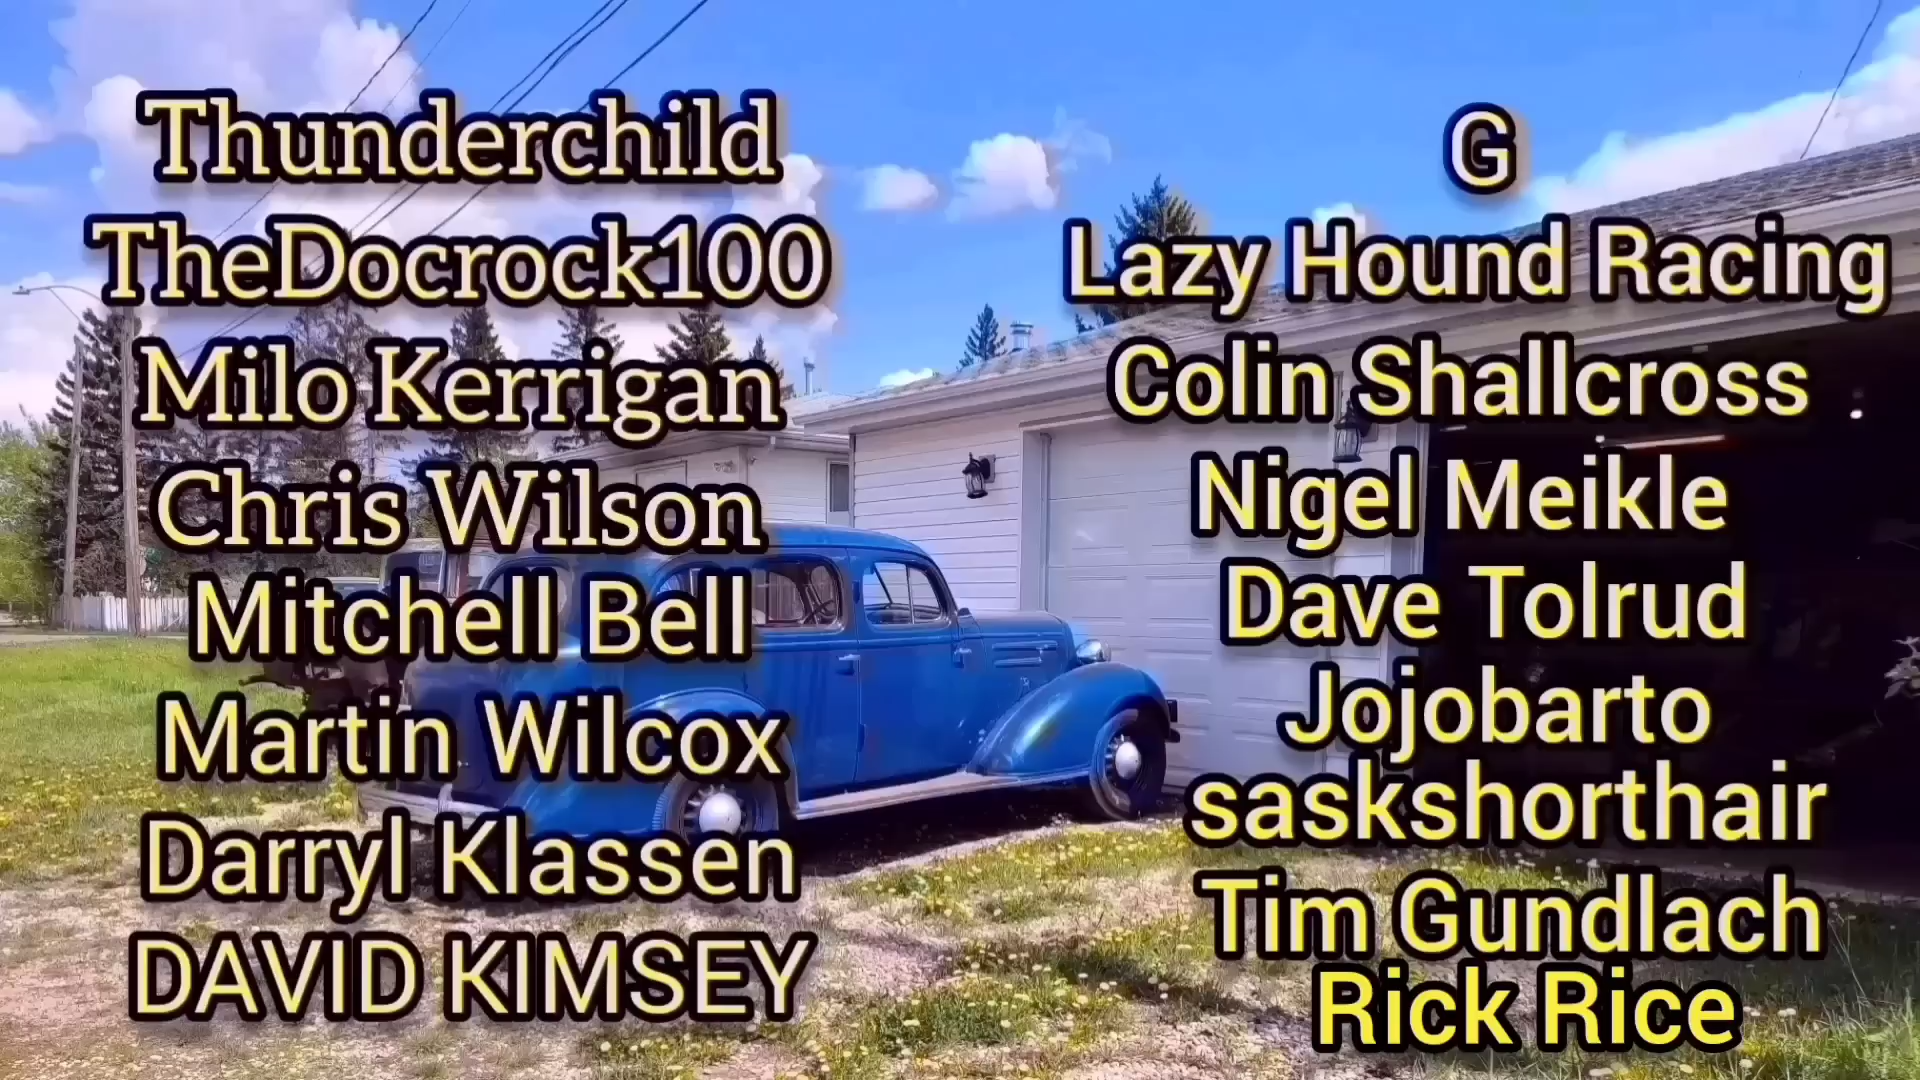 Thunderchild
TheDocrock100
Milo Kerrigan
Chris Wilson
Mitchell Bell
Martin Wilcox
Darryl Klassen
DAVID KIMSEY
G
Lazy Hound Racing
Colin Shallcross
Nigel Meikle
Dave Tolrud
Jojobarto
saskshorthair
Tim Gundlach
Rick Rice